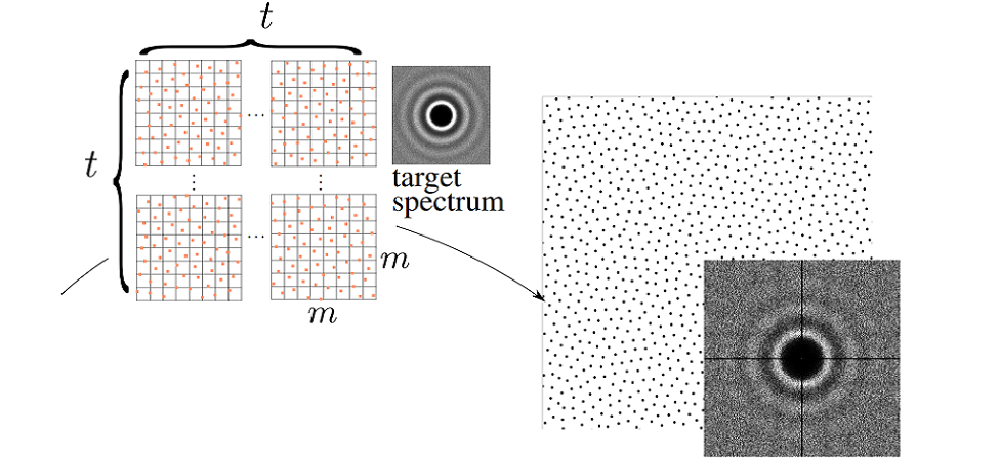 t
t
... 
target
spectrum
⋮ ⋮
...
m
m